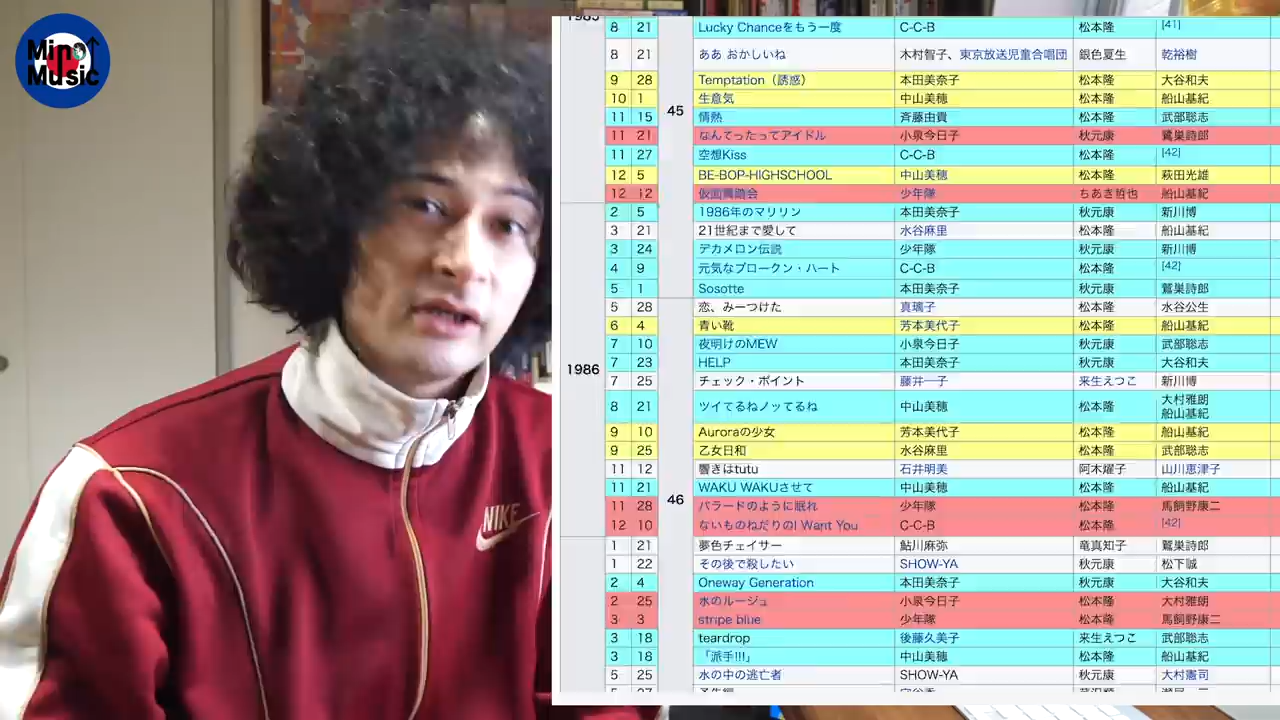 Mino
Music
NIKE
1985
8 21 Lucky Chanceをもう一度 C-C-B 松本隆 [41]
8 21 ああ おかしいね 木村智子、東京放送児童合唱団 銀色夏生 乾裕樹
9 28 Temptation（誘惑） 本田美奈子 松本隆 大谷和夫
45
10 1 生意気 中山美穂 松本隆 船山基紀
11 15 情熱 斉藤由貴 松本隆 武部聡志
11 21 なんてったってアイドル 小泉今日子 秋元康 鷺巣詩郎
11 27 空想Kiss C-C-B 松本隆 [42]
12 5 BE-BOP-HIGHSCHOOL 中山美穂 松本隆 萩田光雄
12 12 仮面舞踏会 少年隊 ちあき哲也 船山基紀
2 5 1986年のマリリン 本田美奈子 秋元康 新川博
3 21 21世紀まで愛して 水谷麻里 松本隆 船山基紀
3 24 デカメロン伝説 少年隊 秋元康 新川博
4 9 元気なブロークン・ハート C-C-B 松本隆 [42]
5 1 Sosotte 本田美奈子 秋元康 鷺巣詩郎
5 28 恋、みーつけた 真璃子 松本隆 水谷公生
6 4 青い靴 芳本美代子 松本隆 船山基紀
7 10 夜明けのMEW 小泉今日子 秋元康 武部聡志
7 23 HELP 本田美奈子 秋元康 大谷和夫
1986
7 25 チェック・ポイント 藤井一子 来生えつこ 新川博
8 21 ツイてるねノッてるね 中山美穂 松本隆 大村雅朗
船山基紀
9 10 Auroraの少女 芳本美代子 松本隆 船山基紀
9 25 乙女日和 水谷麻里 松本隆 武部聡志
11 12 響きはtutu 石井明美 阿木燿子 山川恵津子
11 21 WAKU WAKUさせて 中山美穂 松本隆 船山基紀
46
11 28 バラードのように眠れ 少年隊 松本隆 馬飼野康二
12 10 ないものねだりのI Want You C-C-B 松本隆 [42]
1 21 夢色チェイサー 鮎川麻弥 竜真知子 鷺巣詩郎
1 22 その後で殺したい SHOW-YA 秋元康 松下誠
2 4 Oneway Generation 本田美奈子 秋元康 大谷和夫
2 25 水のルージュ 小泉今日子 松本隆 大村雅朗
3 3 stripe blue 少年隊 松本隆 馬飼野康二
3 18 teardrop 後藤久美子 来生えつこ 武部聡志
3 18 「派手!!!」 中山美穂 松本隆 船山基紀
5 25 水の中の逃亡者 SHOW-YA 秋元康 大村憲司